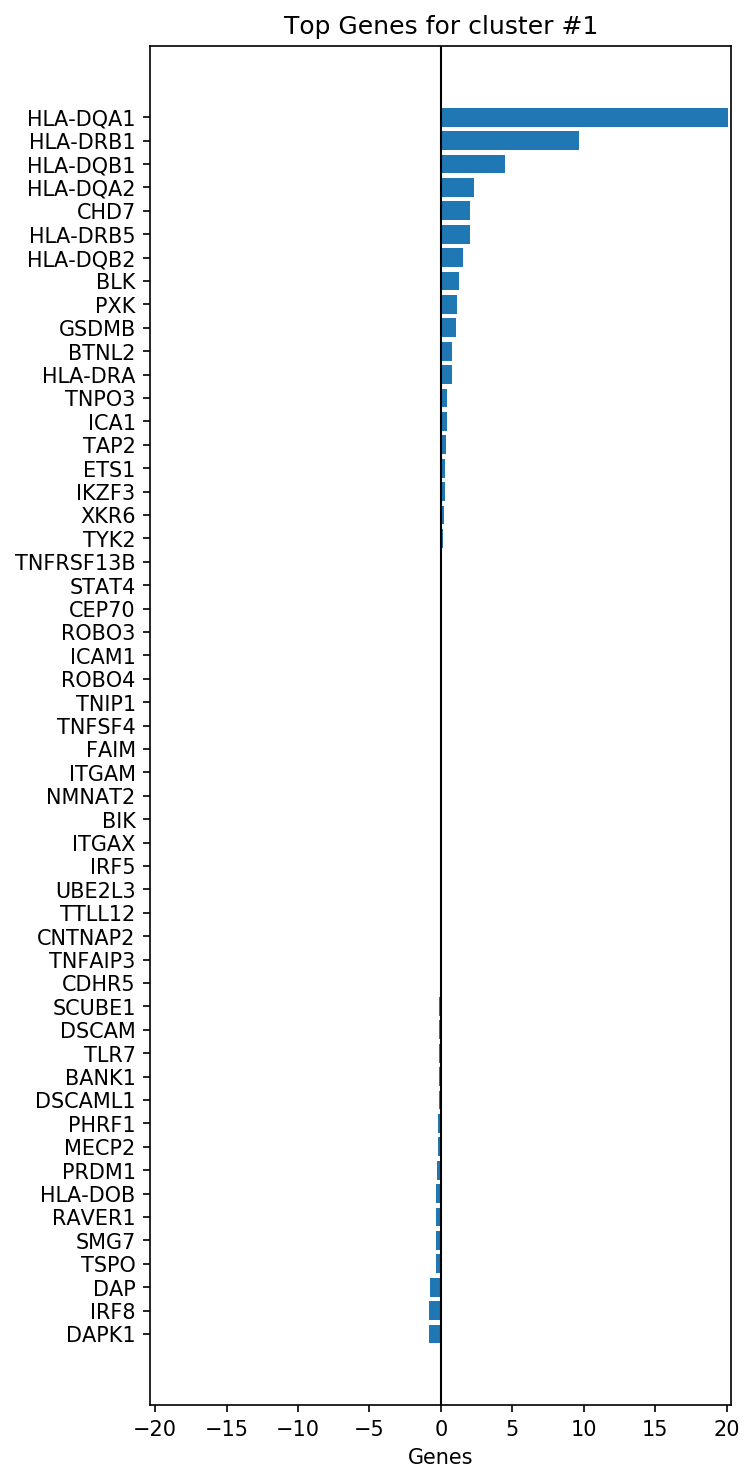 Top Genes for cluster #1
HLA-DQA1
HLA-DRB1
HLA-DQB1
HLA-DQA2
CHD7
HLA-DRB5
HLA-DQB2
BLK
PXK
GSDMB
BTNL2
HLA-DRA
TNPO3
ICA1
TAP2
ETS1
IKZF3
XKR6
TYK2
TNFRSF13B
STAT4
CEP70
ROBO3
ICAM1
ROBO4
TNIP1
TNFSF4
FAIM
ITGAM
NMNAT2
BIK
ITGAX
IRF5
UBE2L3
TTLL12
CNTNAP2
TNFAIP3
CDHR5
SCUBE1
DSCAM
TLR7
BANK1
DSCAML1
PHRF1
MECP2
PRDM1
HLA-DOB
RAVER1
SMG7
TSPO
DAP
IRF8
DAPK1
−20 −15 −10 −5 0 5 10 15 20
Genes